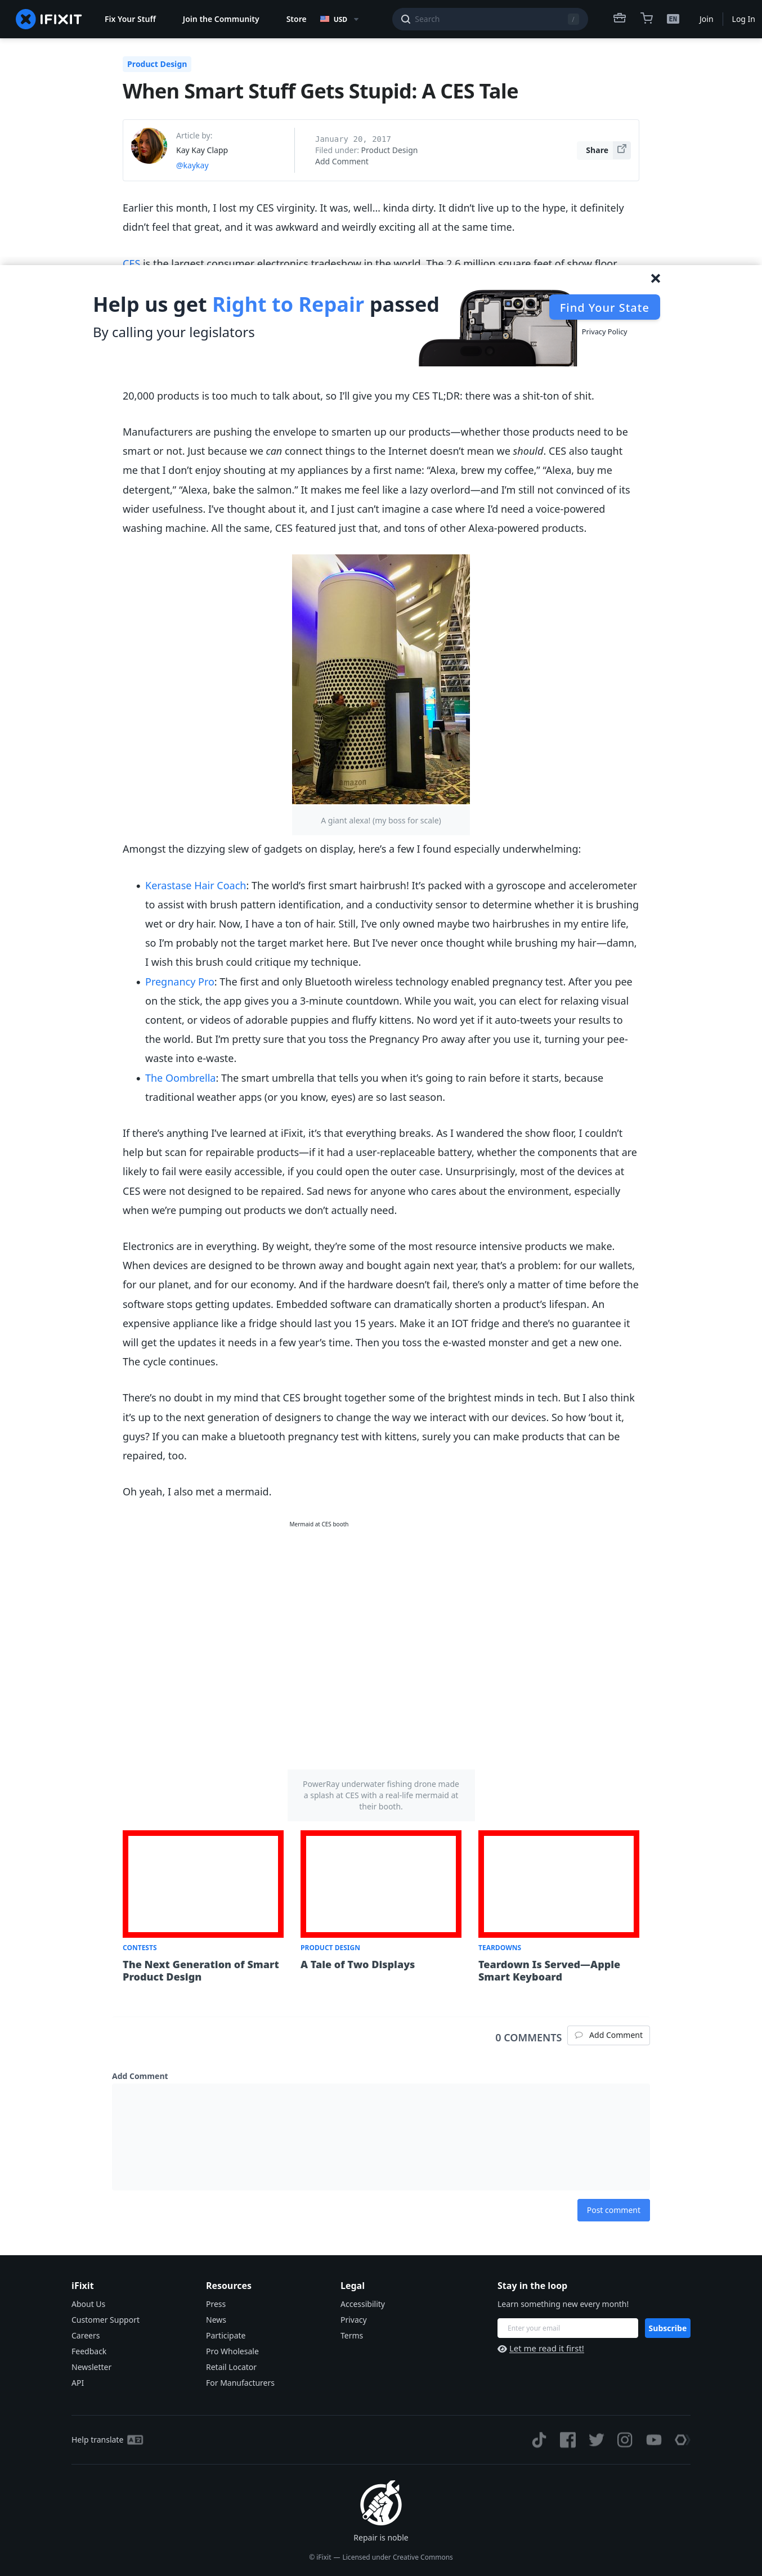 IFIXIT Fix Your Stuff Join the Community Store USD Search / EN Join Log In
Product Design
When Smart Stuff Gets Stupid: A CES Tale
Article by:
Kay Kay Clapp
@kaykay
January 20, 2017
Filed under: Product Design
Add Comment
Share
Earlier this month, I lost my CES virginity. It was, well… kinda dirty. It didn’t live up to the hype, it definitely
didn’t feel that great, and it was awkward and weirdly exciting all at the same time.
CES is the largest consumer electronics tradeshow in the world. The 2.6 million square feet of show floor
Help us get Right to Repair passed
By calling your legislators
Find Your State
Privacy Policy
20,000 products is too much to talk about, so I’ll give you my CES TL;DR: there was a shit-ton of shit.
Manufacturers are pushing the envelope to smarten up our products—whether those products need to be
smart or not. Just because we can connect things to the Internet doesn’t mean we should. CES also taught
me that I don’t enjoy shouting at my appliances by a first name: “Alexa, brew my coffee,” “Alexa, buy me
detergent,” “Alexa, bake the salmon.” It makes me feel like a lazy overlord—and I’m still not convinced of its
wider usefulness. I’ve thought about it, and I just can’t imagine a case where I’d need a voice-powered
washing machine. All the same, CES featured just that, and tons of other Alexa-powered products.
amazon
A giant alexa! (my boss for scale)
Amongst the dizzying slew of gadgets on display, here’s a few I found especially underwhelming:
Kerastase Hair Coach: The world’s first smart hairbrush! It’s packed with a gyroscope and accelerometer
to assist with brush pattern identification, and a conductivity sensor to determine whether it is brushing
wet or dry hair. Now, I have a ton of hair. Still, I’ve only owned maybe two hairbrushes in my entire life,
so I’m probably not the target market here. But I’ve never once thought while brushing my hair—damn,
I wish this brush could critique my technique.
Pregnancy Pro: The first and only Bluetooth wireless technology enabled pregnancy test. After you pee
on the stick, the app gives you a 3-minute countdown. While you wait, you can elect for relaxing visual
content, or videos of adorable puppies and fluffy kittens. No word yet if it auto-tweets your results to
the world. But I’m pretty sure that you toss the Pregnancy Pro away after you use it, turning your pee-
waste into e-waste.
The Oombrella: The smart umbrella that tells you when it’s going to rain before it starts, because
traditional weather apps (or you know, eyes) are so last season.
If there’s anything I’ve learned at iFixit, it’s that everything breaks. As I wandered the show floor, I couldn’t
help but scan for repairable products—if it had a user-replaceable battery, whether the components that are
likely to fail were easily accessible, if you could open the outer case. Unsurprisingly, most of the devices at
CES were not designed to be repaired. Sad news for anyone who cares about the environment, especially
when we’re pumping out products we don’t actually need.
Electronics are in everything. By weight, they’re some of the most resource intensive products we make.
When devices are designed to be thrown away and bought again next year, that’s a problem: for our wallets,
for our planet, and for our economy. And if the hardware doesn’t fail, there’s only a matter of time before the
software stops getting updates. Embedded software can dramatically shorten a product’s lifespan. An
expensive appliance like a fridge should last you 15 years. Make it an IOT fridge and there’s no guarantee it
will get the updates it needs in a few year’s time. Then you toss the e-wasted monster and get a new one.
The cycle continues.
There’s no doubt in my mind that CES brought together some of the brightest minds in tech. But I also think
it’s up to the next generation of designers to change the way we interact with our devices. So how ‘bout it,
guys? If you can make a bluetooth pregnancy test with kittens, surely you can make products that can be
repaired, too.
Oh yeah, I also met a mermaid.
Mermaid at CES booth
PowerRay underwater fishing drone made
a splash at CES with a real-life mermaid at
their booth.
CONTESTS
The Next Generation of Smart
Product Design
PRODUCT DESIGN
A Tale of Two Displays
TEARDOWNS
Teardown Is Served—Apple
Smart Keyboard
0 COMMENTS
Add Comment
Add Comment
Post comment
iFixit
About Us
Customer Support
Careers
Feedback
Newsletter
API
Resources
Press
News
Participate
Pro Wholesale
Retail Locator
For Manufacturers
Legal
Accessibility
Privacy
Terms
Stay in the loop
Learn something new every month!
Enter your email
Subscribe
Let me read it first!
Help translate
Repair is noble
© iFixit — Licensed under Creative Commons